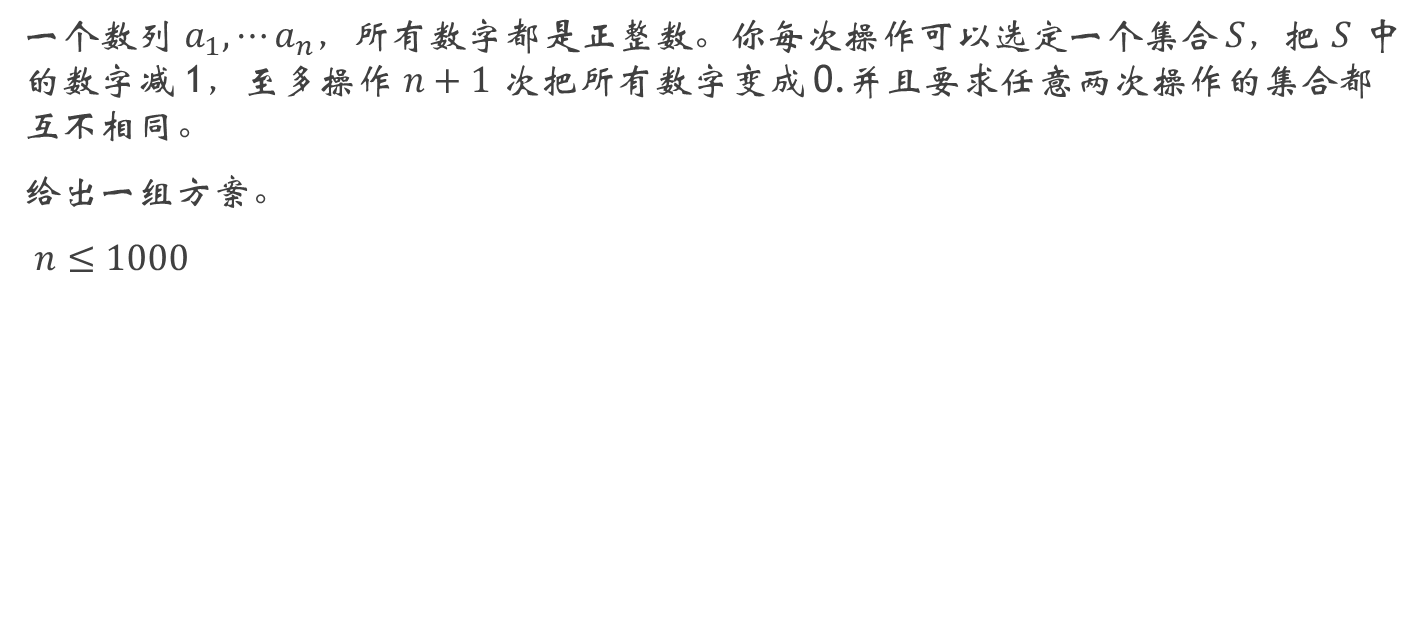 一个数列 a₁,⋯aₙ，所有数字都是正整数。你每次操作可以选定一个集合S，把 S 中
的数字减1，至多操作 n + 1 次把所有数字变成0.并且要求任意两次操作的集合都
互不相同。
给出一组方案。
n ≤ 1000